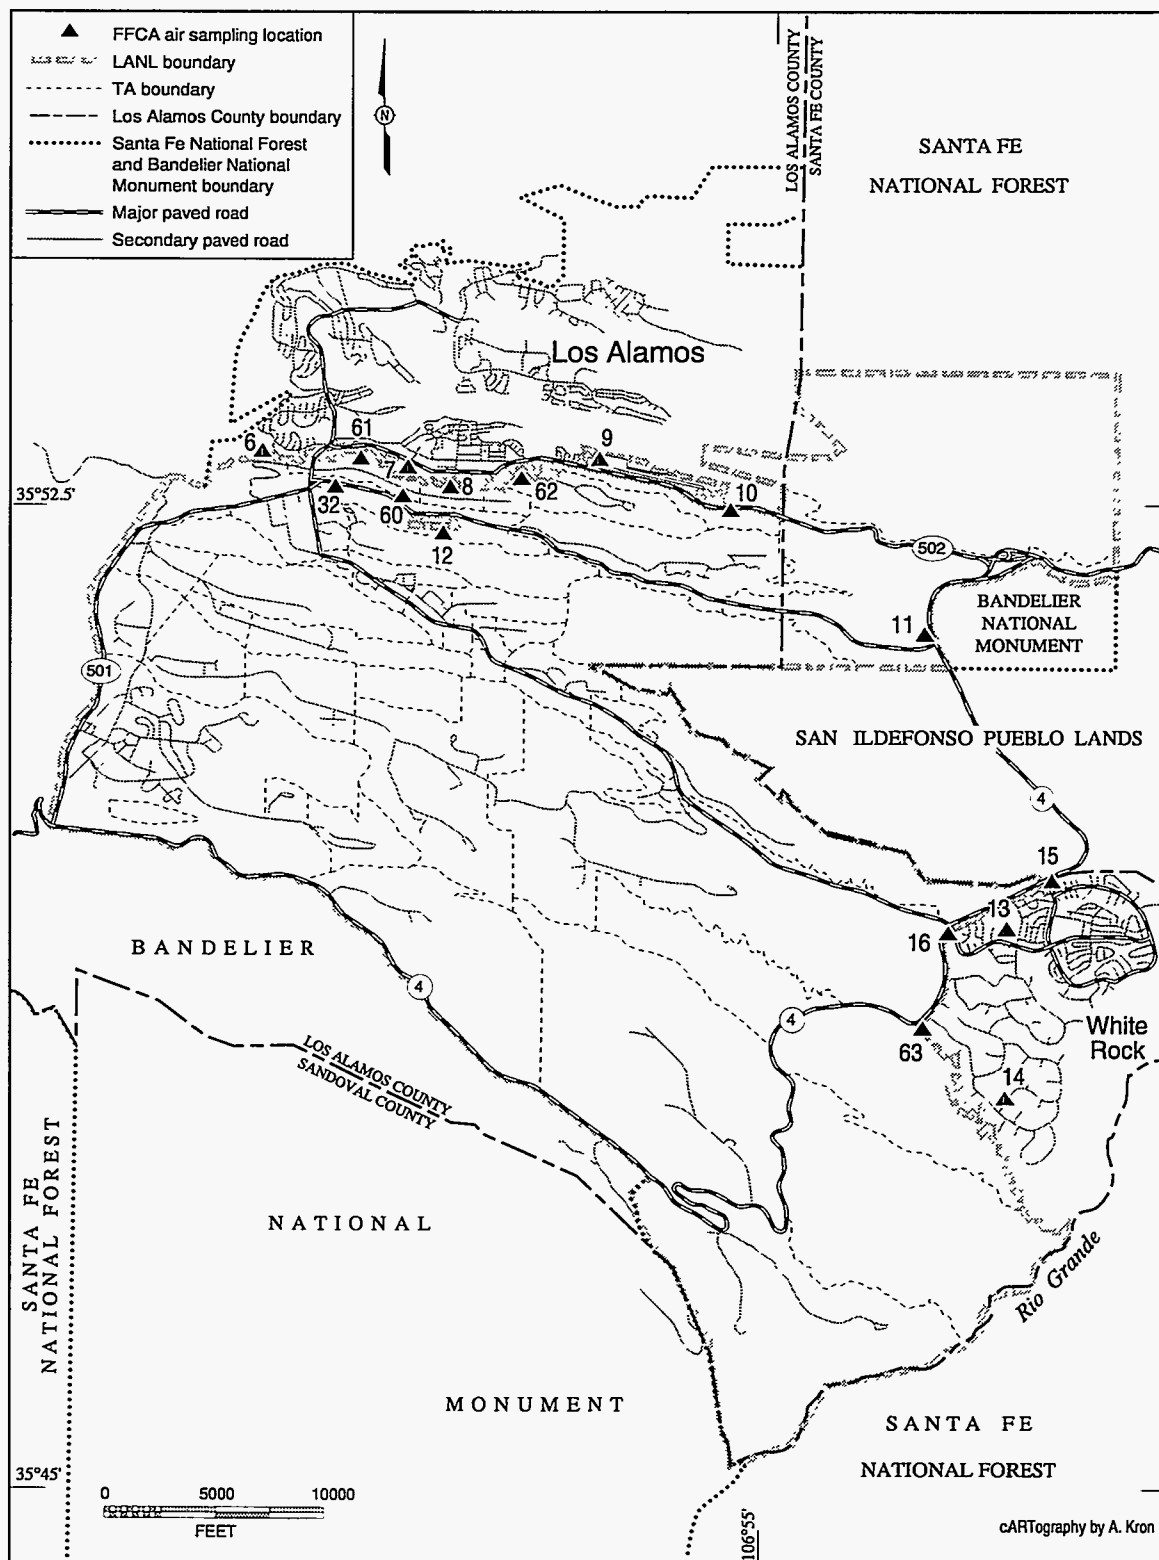 FFCA air sampling location
LANL boundary
TA boundary
Los Alamos County boundary
Santa Fe National Forest
and Bandelier National
Monument boundary
Major paved road
Secondary paved road
N
LOS ALAMOS COUNTY
SANTA FE COUNTY
SANTA FE
NATIONAL FOREST
Los Alamos
6
61
7
8
62
9
10
35°52.5'
32
60
12
502
11
BANDELIER
NATIONAL
MONUMENT
501
SAN ILDEFONSO PUEBLO LANDS
4
15
13
16
BANDELIER
4
4
63
White
Rock
14
LOS ALAMOS COUNTY
SANDOVAL COUNTY
SANTA FE
NATIONAL FOREST
NATIONAL
Rio Grande
MONUMENT
SANTA FE
NATIONAL FOREST
35°45'
0 5000 10000
FEET
106°55'
cARTography by A. Kron